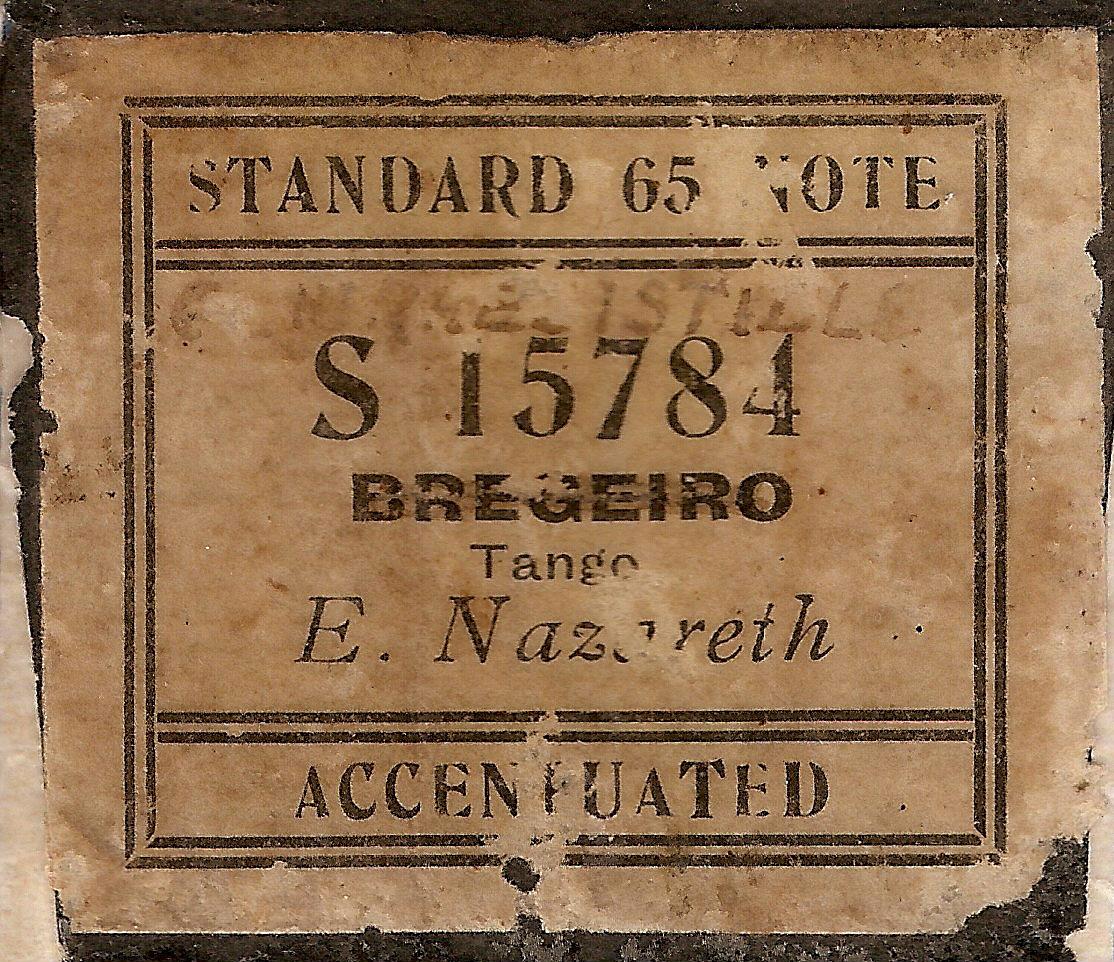 STANDARD 65 NOTE
S 15784
BREGEIRO
Tango
E. Nazareth
ACCENTUATED